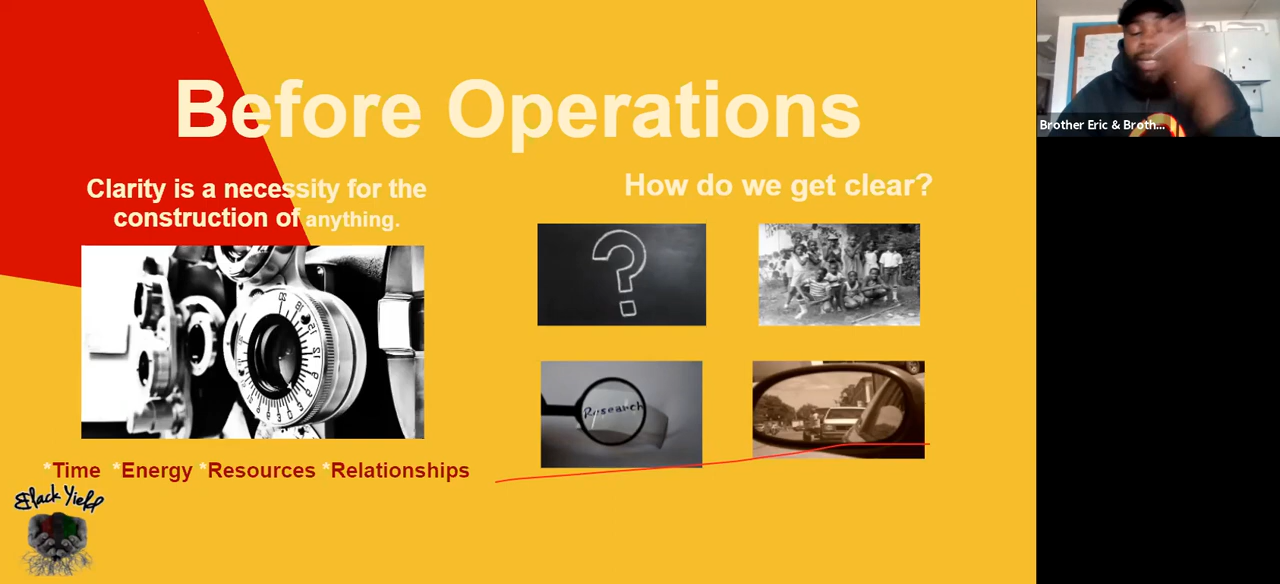 Before Operations
Clarity is a necessity for the
construction of anything.
How do we get clear?
Research
*Time *Energy *Resources *Relationships
Black Yield
Brother Eric & Broth...